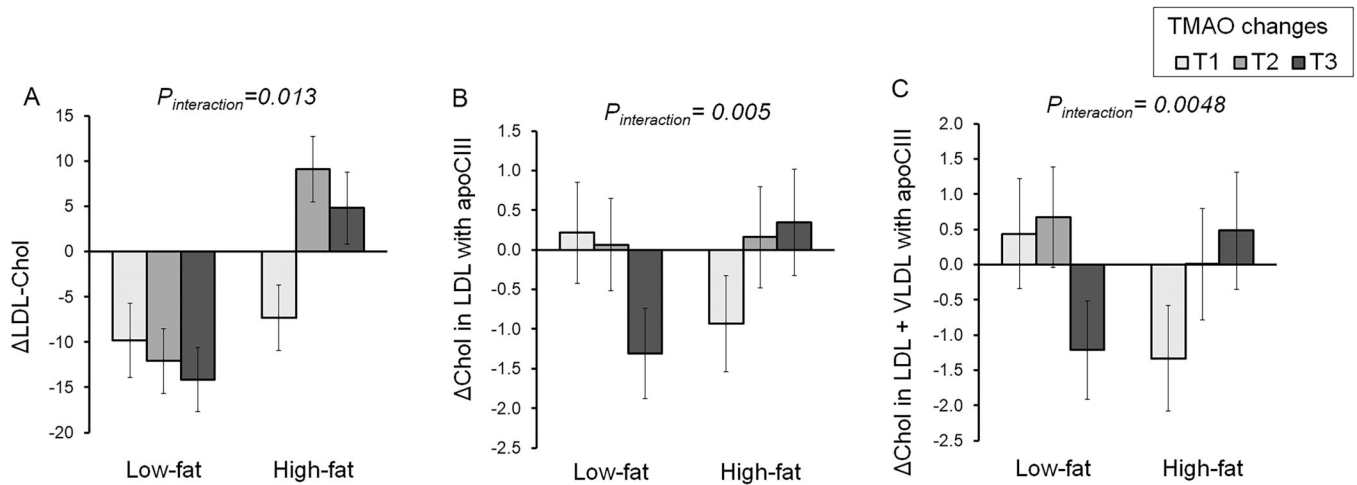 TMAO changes
T1 T2 T3
A
P interaction=0.013
ΔLDL-Chol
15
10
5
0
-5
-10
-15
-20
Low-fat High-fat
B
P interaction= 0.005
ΔChol in LDL with apoCIII
1.5
1.0
0.5
0.0
-0.5
-1.0
-1.5
-2.0
-2.5
Low-fat High-fat
C
P interaction= 0.0048
ΔChol in LDL + VLDL with apoCIII
2.0
1.5
1.0
0.5
0.0
-0.5
-1.0
-1.5
-2.0
-2.5
Low-fat High-fat